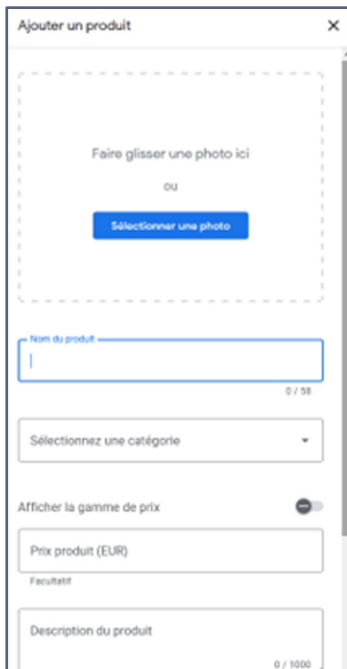 Ajouter un produit
Faire glisser une photo ici
ou
Sélectionner une photo
Nom du produit
0 / 58
Sélectionnez une catégorie
Afficher la gamme de prix
Prix produit (EUR)
Facultatif
Description du produit
0 / 1000